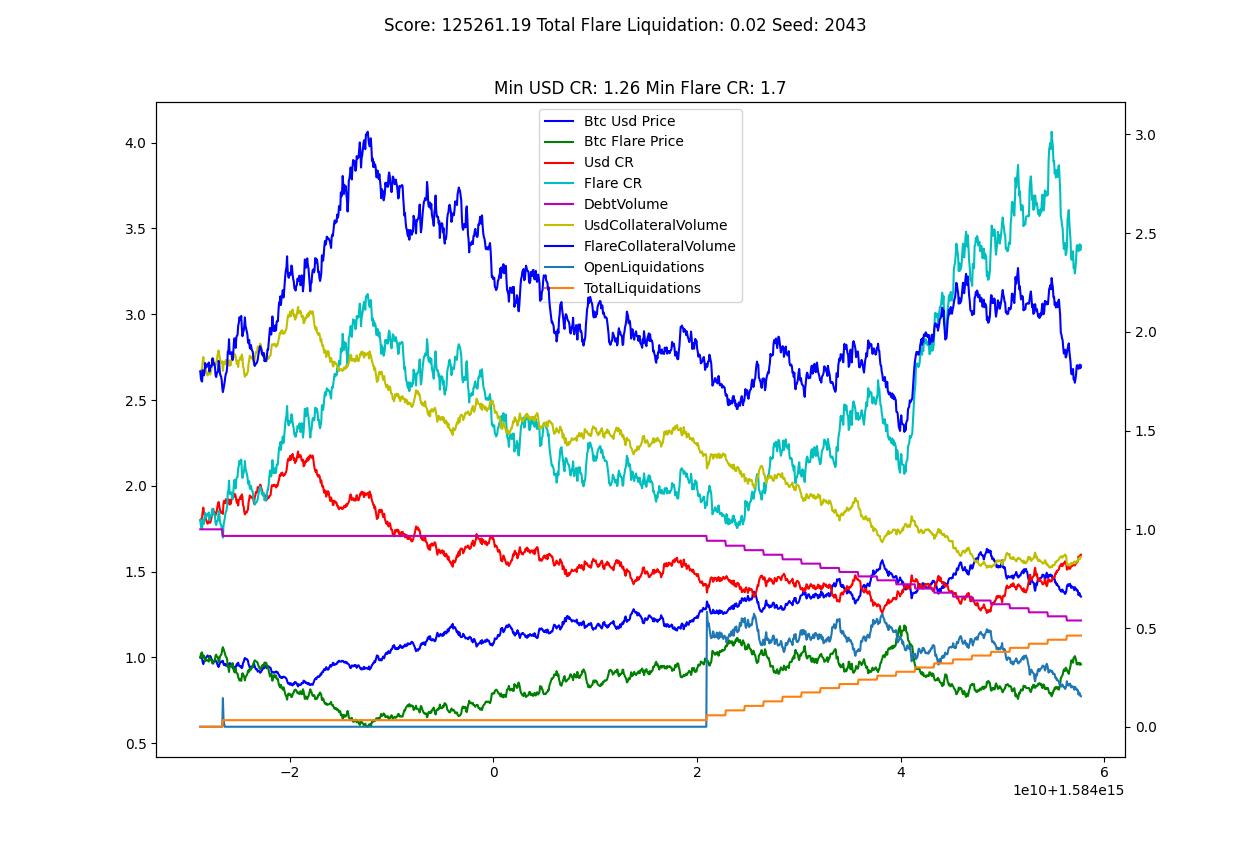 Score: 125261.19 Total Flare Liquidation: 0.02 Seed: 2043
Min USD CR: 1.26 Min Flare CR: 1.7
Btc Usd Price
Btc Flare Price
Usd CR
Flare CR
DebtVolume
UsdCollateralVolume
FlareCollateralVolume
OpenLiquidations
TotalLiquidations
4.0
3.5
3.0
2.5
2.0
1.5
1.0
0.5
3.0
2.5
2.0
1.5
1.0
0.5
0.0
−2 0 2 4 6
1e10+1.584e15